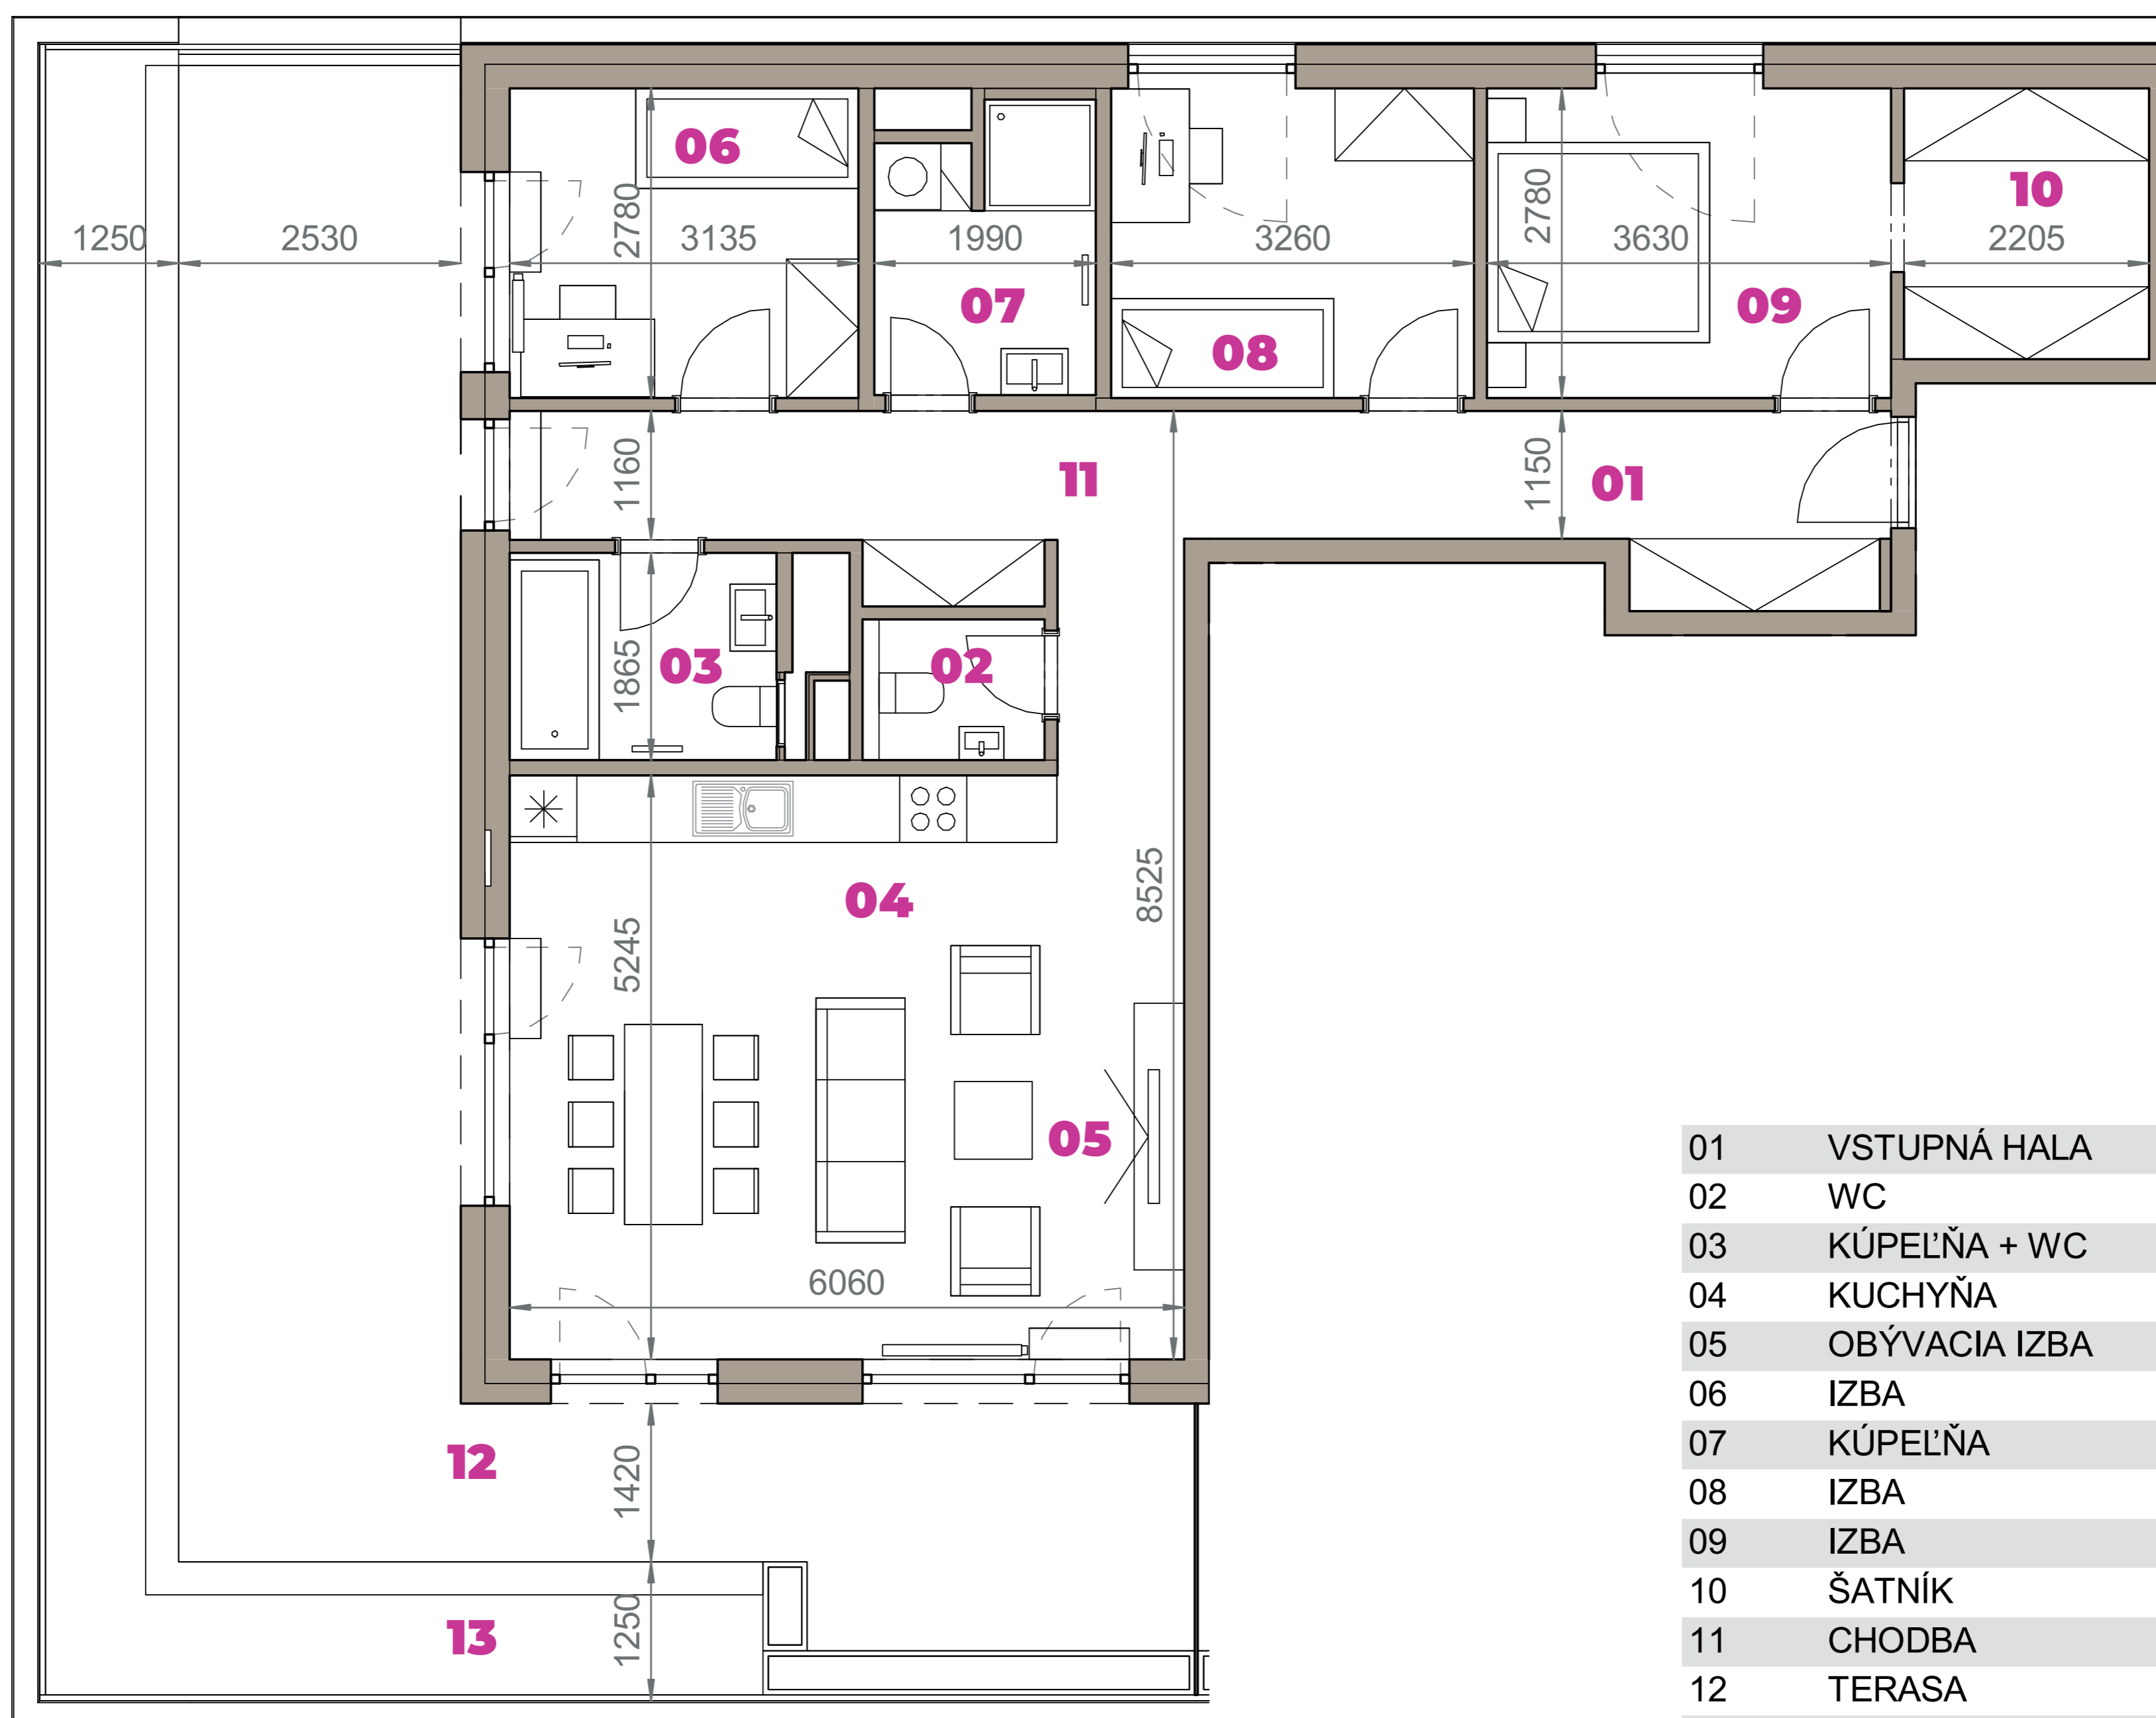 06
10
1250
2530
2780
3135
1990
3260
2780
3630
2205
07
08
09
1160
11
1150
01
1865
03
02
04
8525
5245
05
6060
12
1420
13
1250
01 VSTUPNÁ HALA
02 WC
03 KÚPEĽŇA + WC
04 KUCHYŇA
05 OBÝVACIA IZBA
06 IZBA
07 KÚPEĽŇA
08 IZBA
09 IZBA
10 ŠATNÍK
11 CHODBA
12 TERASA